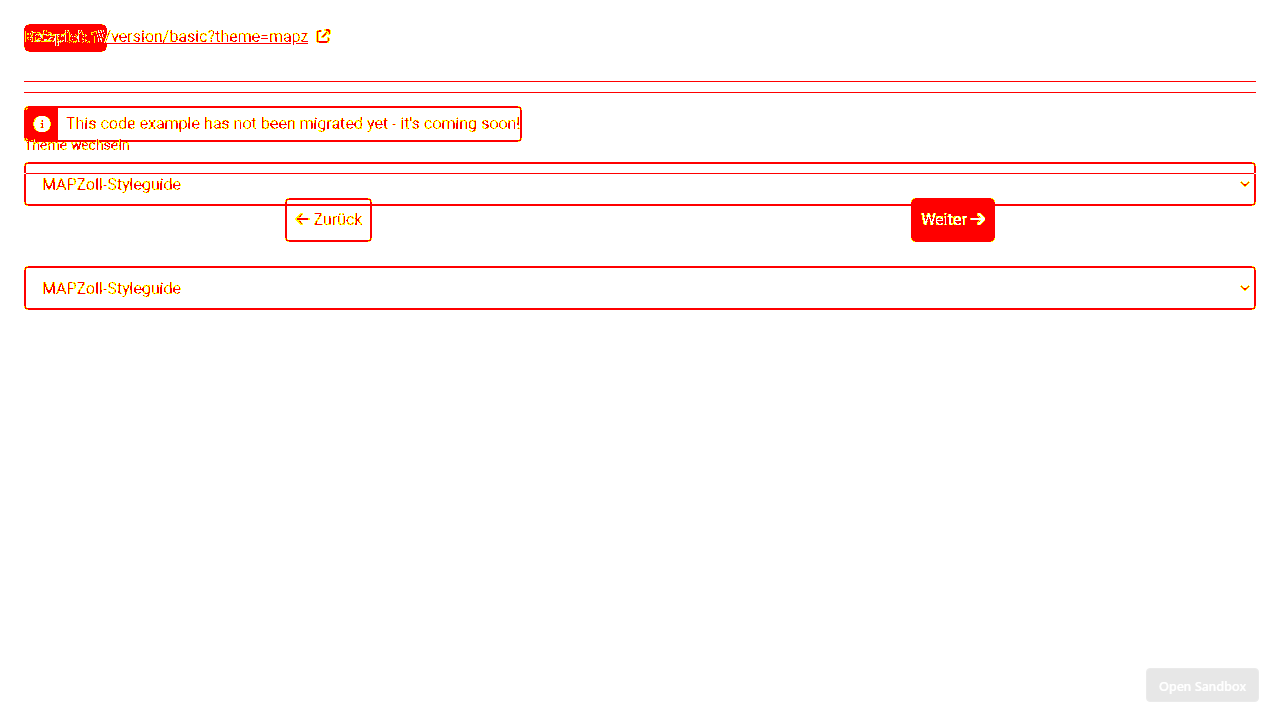 /version/basic?theme=mapz
This code example has not been migrated yet - it's coming soon!
Theme wechseln
MAPZoll-Styleguide
← Zurück
Weiter →
MAPZoll-Styleguide
Open Sandbox